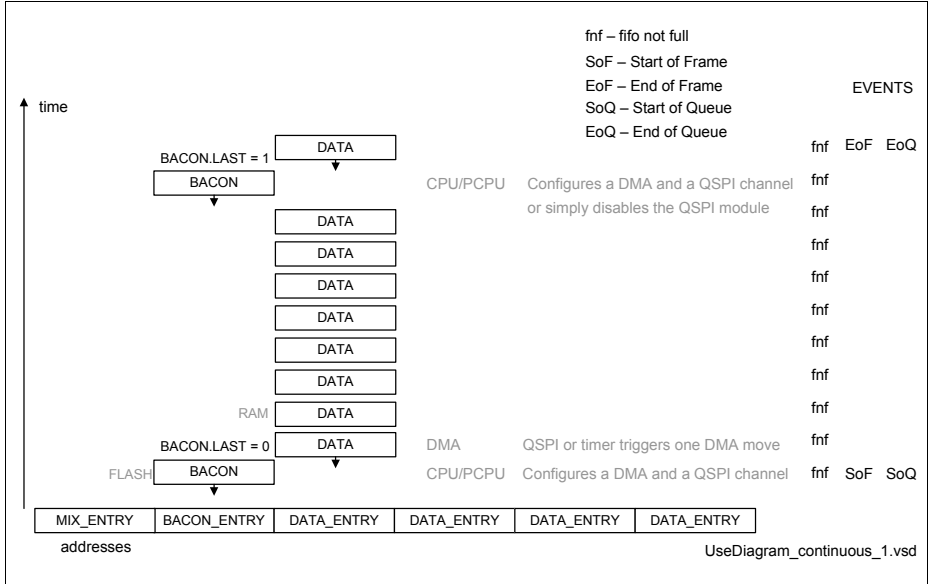 fnf – fifo not full
SoF – Start of Frame
EoF – End of Frame
SoQ – Start of Queue
EoQ – End of Queue
EVENTS
time
DATA
fnf EoF EoQ
BACON.LAST = 1
BACON
CPU/PCPU Configures a DMA and a QSPI channel
or simply disables the QSPI module
fnf
DATA
fnf
DATA
fnf
DATA
fnf
DATA
fnf
DATA
fnf
DATA
fnf
RAM DATA
fnf
BACON.LAST = 0
DATA
DMA QSPI or timer triggers one DMA move
fnf
FLASH BACON
CPU/PCPU Configures a DMA and a QSPI channel
fnf SoF SoQ
MIX_ENTRY BACON_ENTRY DATA_ENTRY DATA_ENTRY DATA_ENTRY DATA_ENTRY
addresses
UseDiagram_continuous_1.vsd